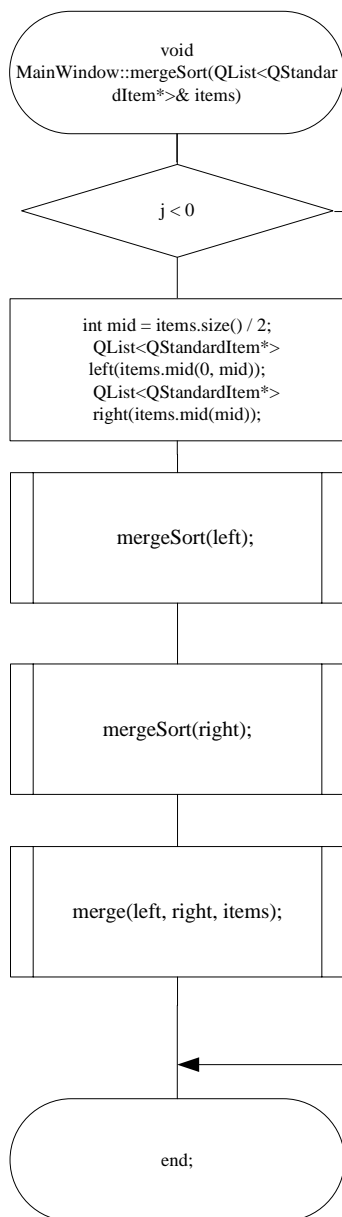 void
MainWindow::mergeSort(QList<QStandar
dItem*>& items)
j < 0
int mid = items.size() / 2;
QList<QStandardItem*>
left(items.mid(0, mid));
QList<QStandardItem*>
right(items.mid(mid));
mergeSort(left);
mergeSort(right);
merge(left, right, items);
end;